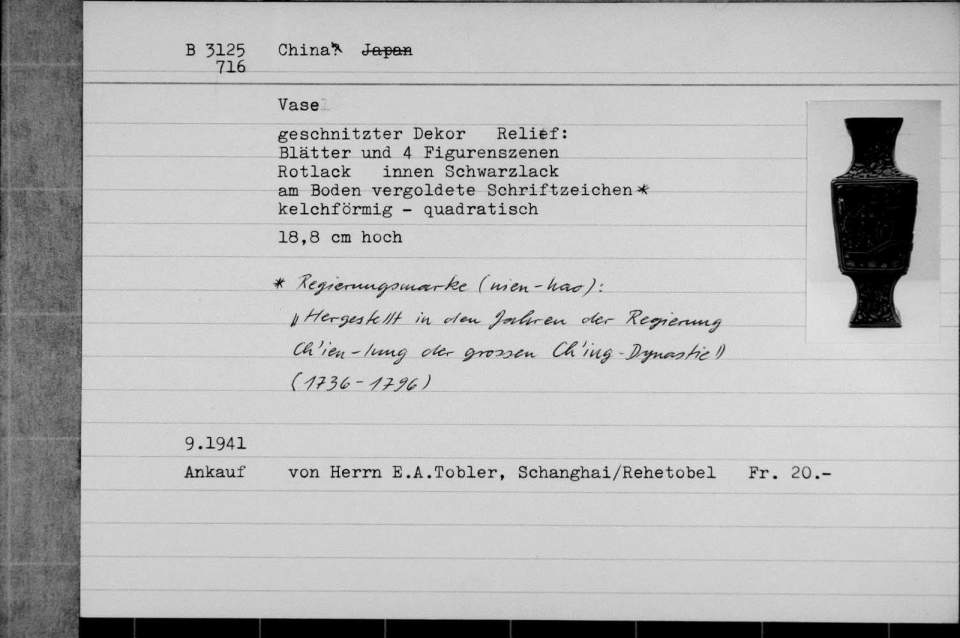 B 3125 China? ~~Japan~~
716
Vase
geschnitzter Dekor Relief:
Blätter und 4 Figurenszenen
Rotlack innen Schwarzlack
am Boden vergoldete Schriftzeichen *
kelchförmig - quadratisch
18,8 cm hoch
* Regierungsmarke (nien-hao):
"Hergestellt in den Jahren der Regierung
Ch'ien-lung der grossen Ch'ing-Dynastie"
(1736-1796)
9.1941
Ankauf von Herrn E.A.Tobler, Schanghai/Rehetobel Fr. 20.-